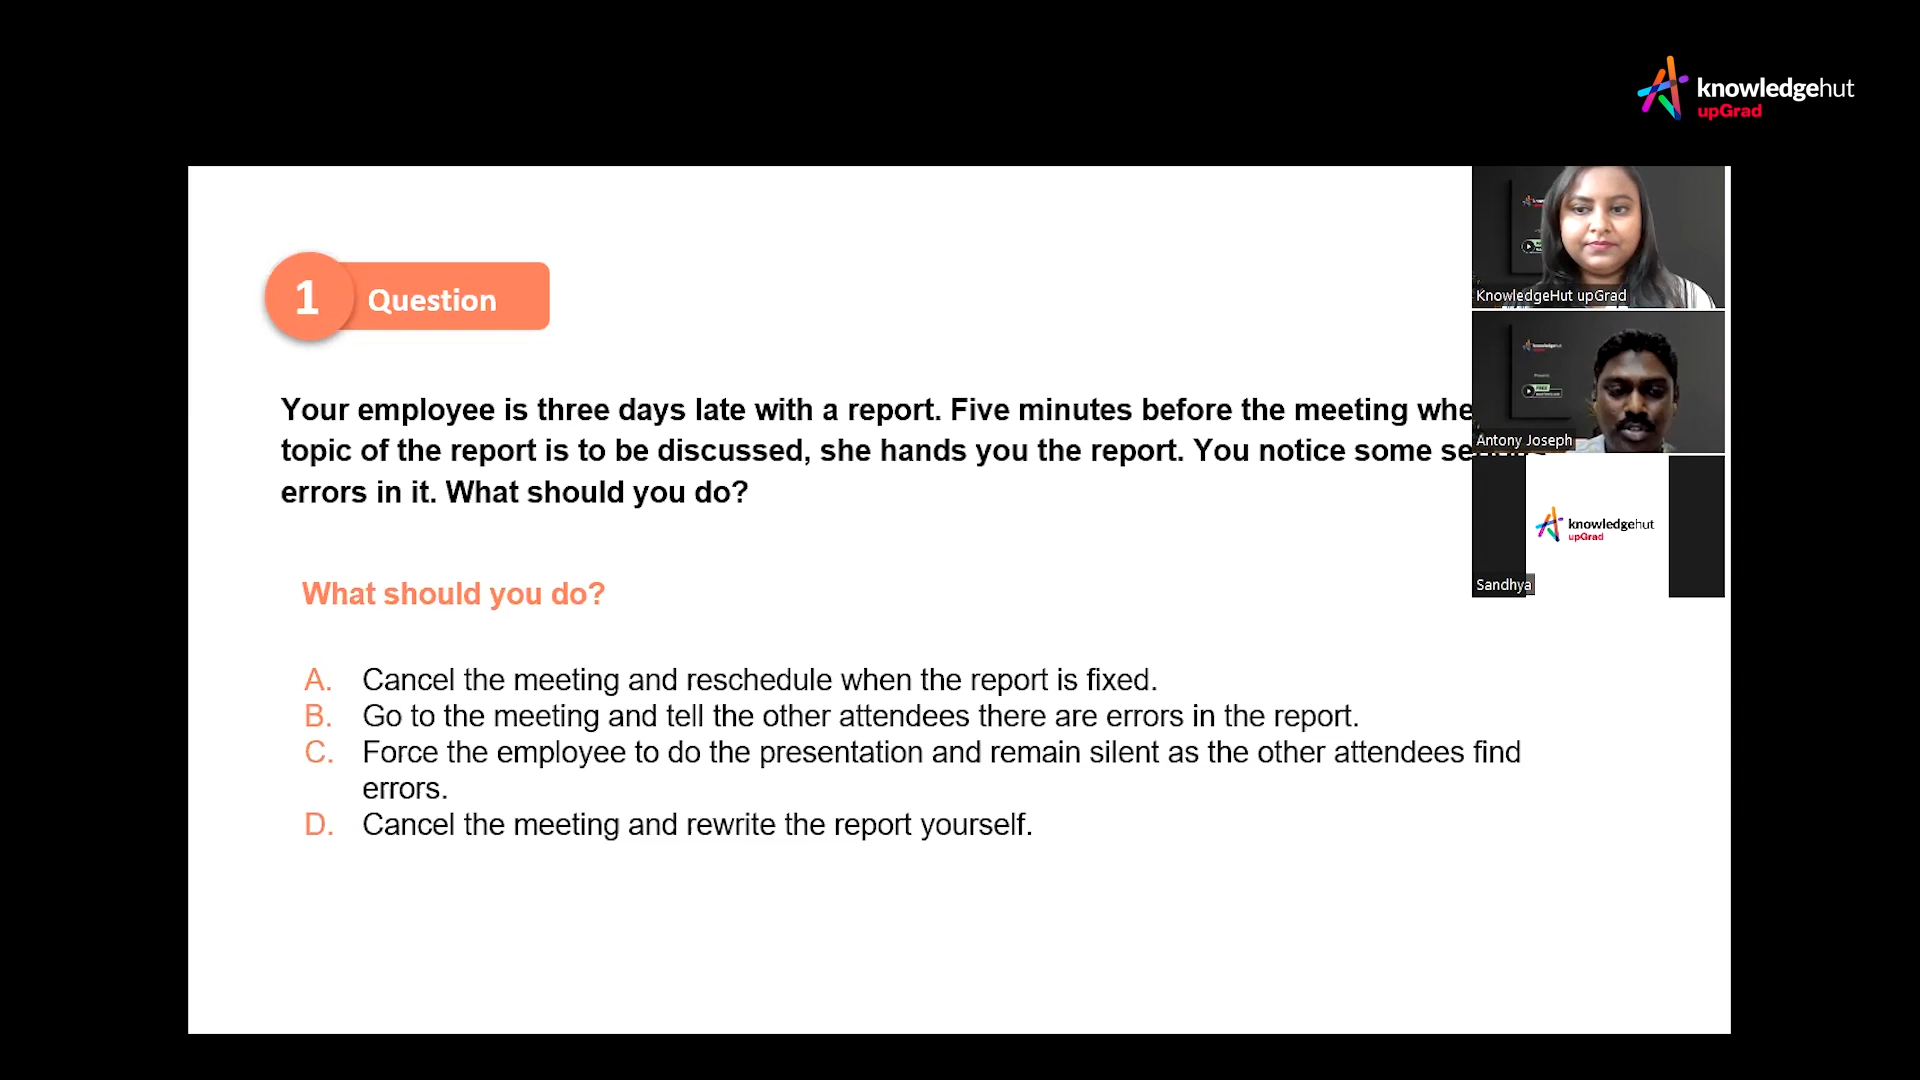 knowledgehut
upGrad
1 Question
Your employee is three days late with a report. Five minutes before the meeting
topic of the report is to be discussed, she hands you the report. You notice some
errors in it. What should you do?
What should you do?
A. Cancel the meeting and reschedule when the report is fixed.
B. Go to the meeting and tell the other attendees there are errors in the report.
C. Force the employee to do the presentation and remain silent as the other attendees find
errors.
D. Cancel the meeting and rewrite the report yourself.
KnowledgeHut upGrad
Antony Joseph
knowledgehut
upGrad
Sandhya